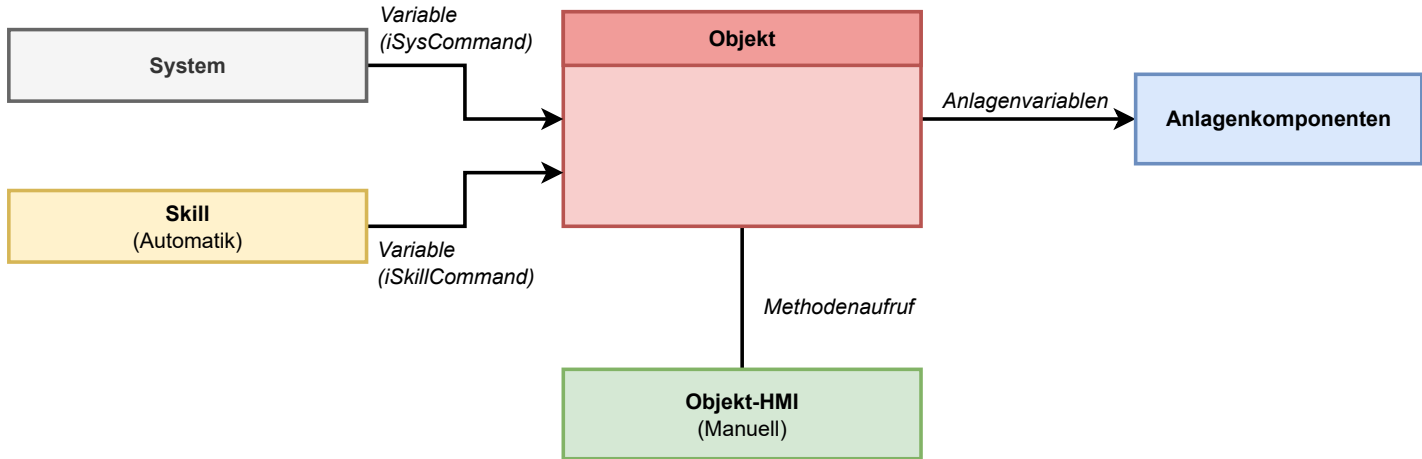 Variable
(iSysCommand)
System
Objekt
Anlagenvariablen
Anlagenkomponenten
Skill
(Automatik)
Variable
(iSkillCommand)
Methodenaufruf
Objekt-HMI
(Manuell)